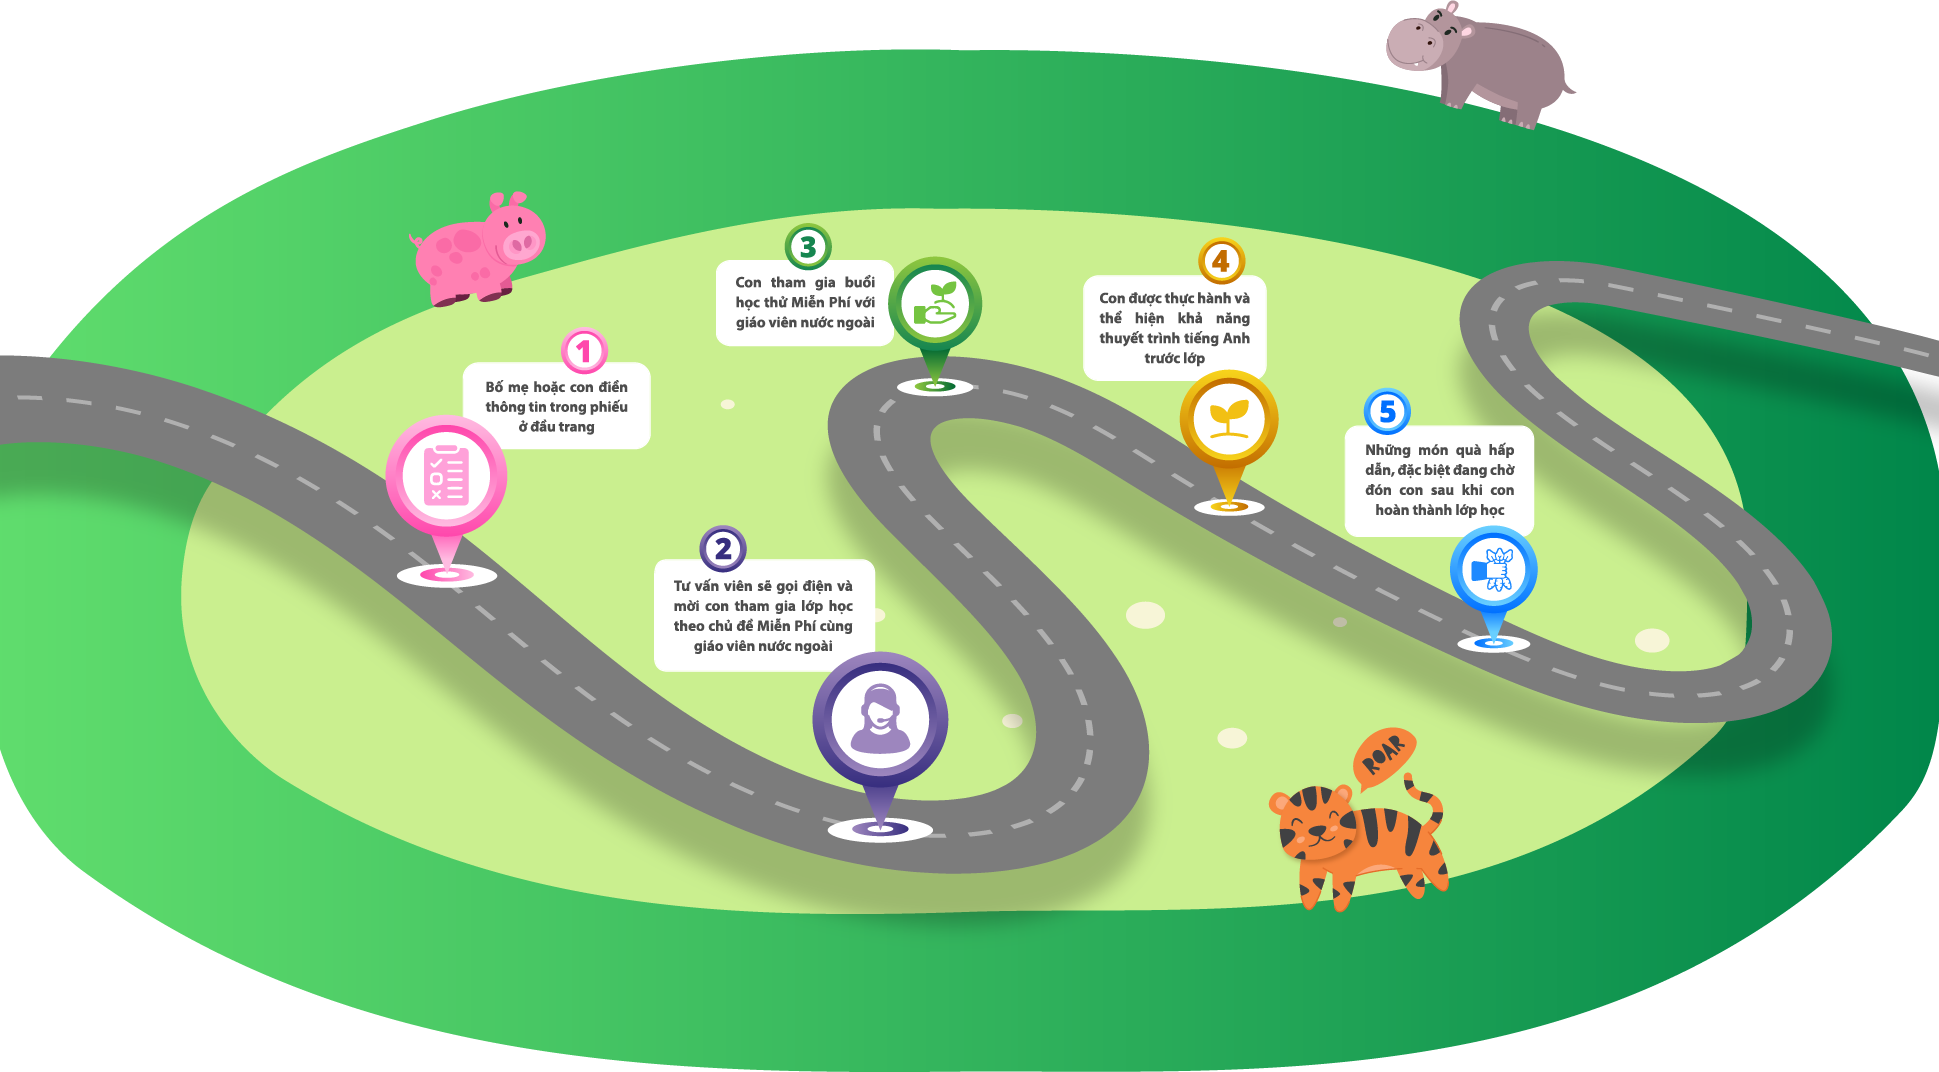 1
Bố mẹ hoặc con điền
thông tin trong phiếu
ở đầu trang
2
Tư vấn viên sẽ gọi điện và
mời con tham gia lớp học
theo chủ đề Miễn Phí cùng
giáo viên nước ngoài
3
Con tham gia buổi
học thử Miễn Phí với
giáo viên nước ngoài
4
Con được thực hành và
thể hiện khả năng
thuyết trình tiếng Anh
trước lớp
5
Những món quà hấp
dẫn, đặc biệt đang chờ
đón con sau khi con
hoàn thành lớp học
ROAR